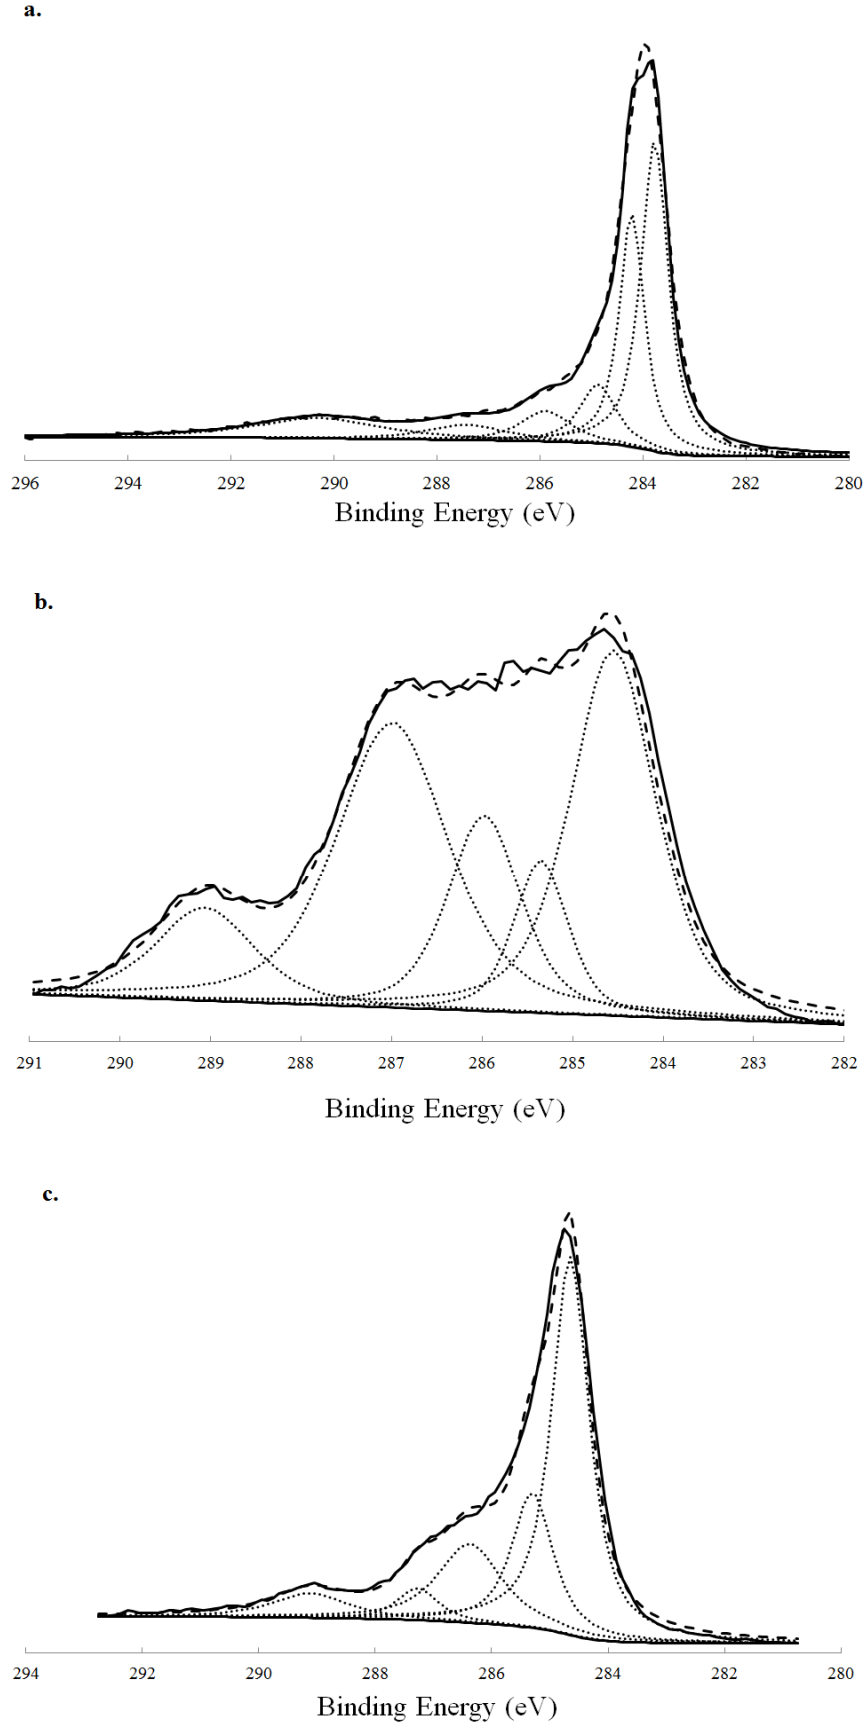 a.
296 294 292 290 288 286 284 282 280
Binding Energy (eV)
b.
291 290 289 288 287 286 285 284 283 282
Binding Energy (eV)
c.
294 292 290 288 286 284 282 280
Binding Energy (eV)